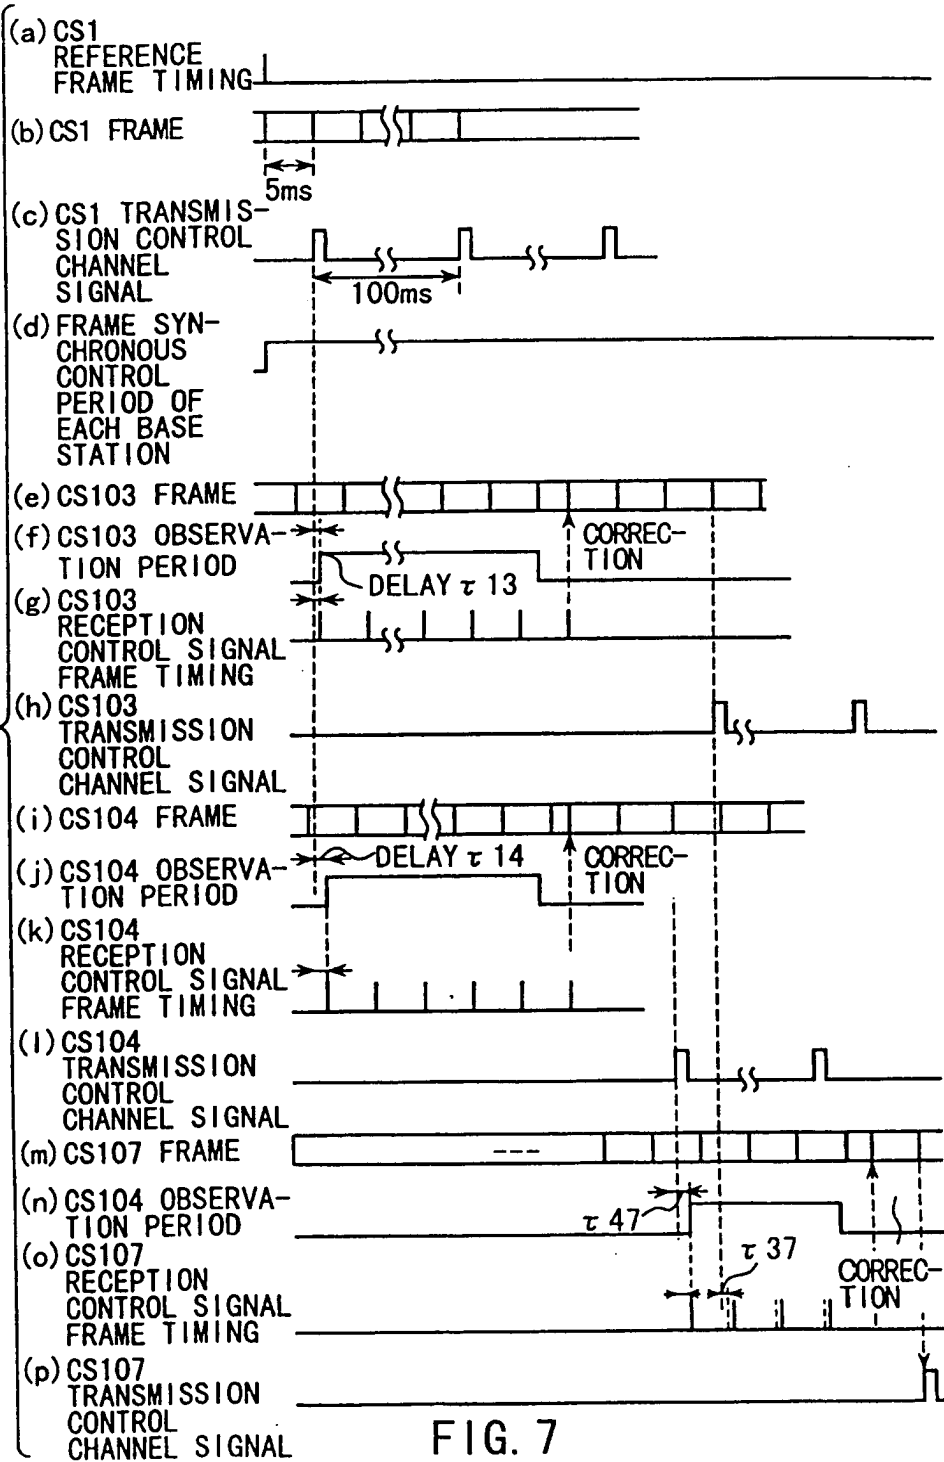 (a) CS1
REFERENCE
FRAME TIMING
(b) CS1 FRAME
5ms
(c) CS1 TRANSMIS-
SION CONTROL
CHANNEL
SIGNAL
100ms
(d) FRAME SYN-
CHRONOUS
CONTROL
PERIOD OF
EACH BASE
STATION
(e) CS103 FRAME
(f) CS103 OBSERVA-
TION PERIOD
CORREC-
TION
DELAY τ 13
(g) CS103
RECEPTION
CONTROL SIGNAL
FRAME TIMING
(h) CS103
TRANSMISSION
CONTROL
CHANNEL SIGNAL
(i) CS104 FRAME
DELAY τ 14
CORREC-
TION
(j) CS104 OBSERVA-
TION PERIOD
(k) CS104
RECEPTION
CONTROL SIGNAL
FRAME TIMING
(l) CS104
TRANSMISSION
CONTROL
CHANNEL SIGNAL
(m) CS107 FRAME
(n) CS104 OBSERVA-
TION PERIOD
τ 47
τ 37
(o) CS107
RECEPTION
CONTROL SIGNAL
FRAME TIMING
CORREC-
TION
(p) CS107
TRANSMISSION
CONTROL
CHANNEL SIGNAL
FIG. 7